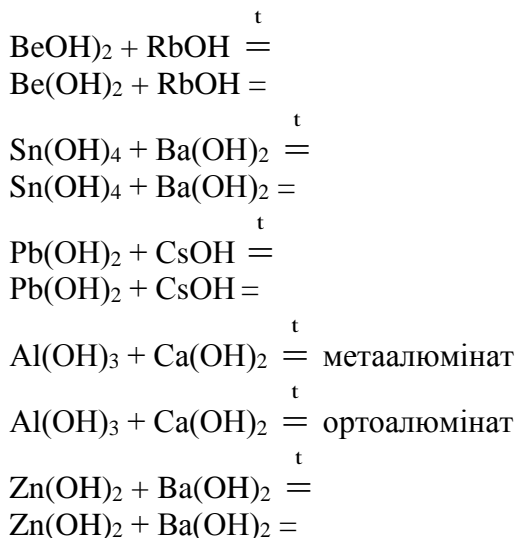 t
BeOH)2 + RbOH =
Be(OH)2 + RbOH =
t
Sn(OH)4 + Ba(OH)2 =
Sn(OH)4 + Ba(OH)2 =
t
Pb(OH)2 + CsOH =
Pb(OH)2 + CsOH =
t
Al(OH)3 + Ca(OH)2 = метаалюмінат
t
Al(OH)3 + Ca(OH)2 = ортоалюмінат
t
Zn(OH)2 + Ba(OH)2 =
Zn(OH)2 + Ba(OH)2 =